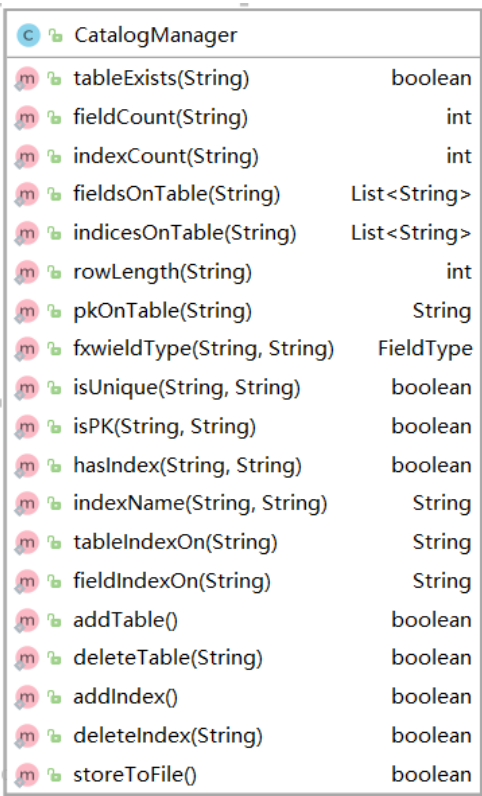 C CatalogManager
m tableExists(String) boolean
m fieldCount(String) int
m indexCount(String) int
m fieldsOnTable(String) List<String>
m indicesOnTable(String) List<String>
m rowLength(String) int
m pkOnTable(String) String
m fxwieldType(String, String) FieldType
m isUnique(String, String) boolean
m isPK(String, String) boolean
m hasIndex(String, String) boolean
m indexName(String, String) String
m tableIndexOn(String) String
m fieldIndexOn(String) String
m addTable() boolean
m deleteTable(String) boolean
m addIndex() boolean
m deleteIndex(String) boolean
m storeToFile() boolean